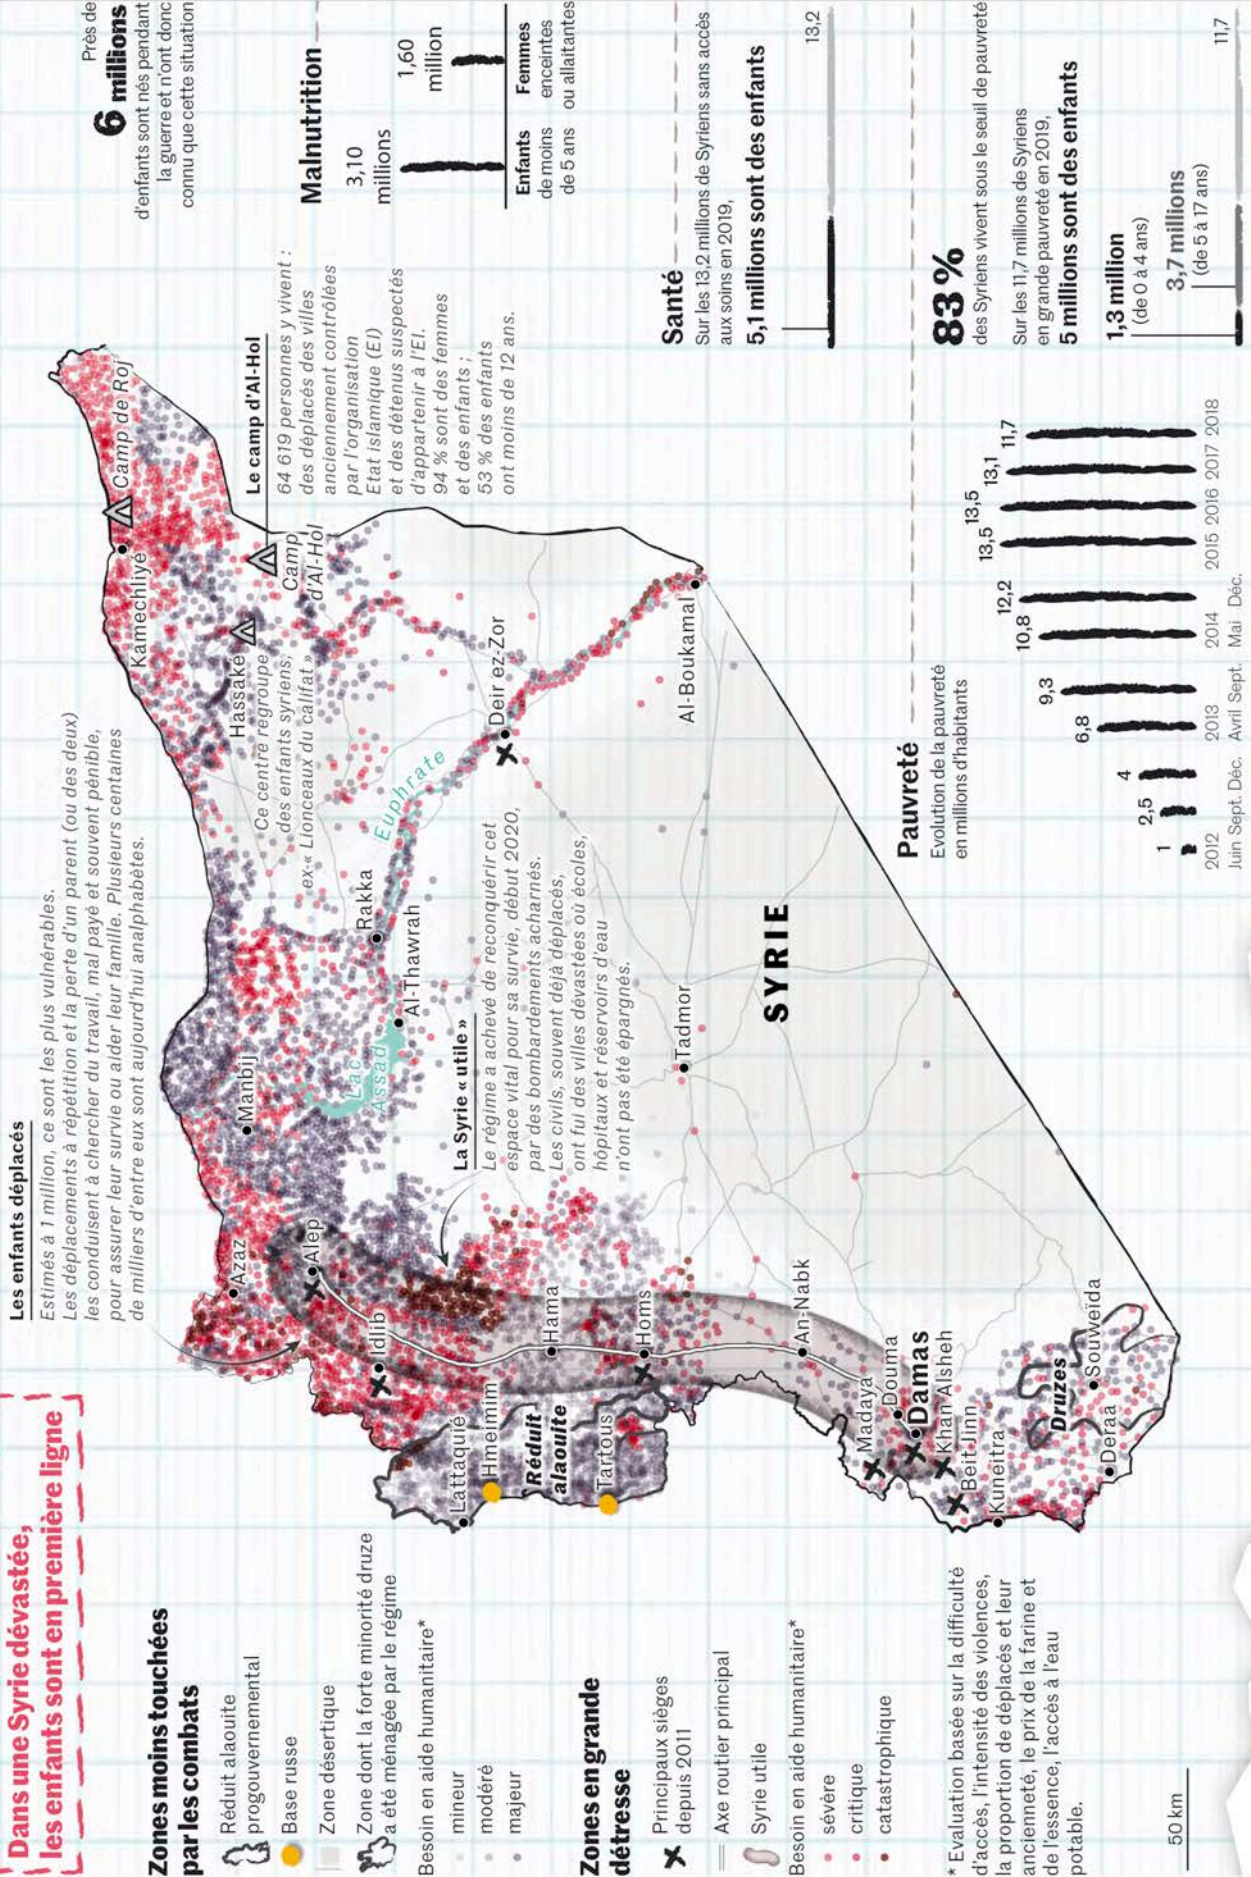 Dans une Syrie dévastée,
les enfants sont en première ligne
Zones moins touchées
par les combats
Réduit alaouite
progouvernemental
Base russe
Zone désertique
Zone dont la forte minorité druze
a été ménagée par le régime
Besoin en aide humanitaire*
mineur
modéré
majeur
Zones en grande
détresse
Principaux sièges
depuis 2011
Axe routier principal
Syrie utile
Besoin en aide humanitaire*
sévère
critique
catastrophique
* Evaluation basée sur la difficulté
d'accès, l'intensité des violences,
la proportion de déplacés et leur
ancienneté, le prix de la farine et
de l'essence, l'accès à l'eau
potable.
50 km
Les enfants déplacés
Estimés à 1 million, ce sont les plus vulnérables.
Les déplacements à répétition et la perte d'un parent (ou des deux)
les conduisent à chercher du travail, mal payé et souvent pénible,
pour assurer leur survie ou aider leur famille. Plusieurs centaines
de milliers d'entre eux sont aujourd'hui analphabètes.
Azaz
Alep
Idlib
Manbij
Lac
Assad
Al-Thawrah
Rakka
Euphrate
Hassaké
Ce centre regroupe
des enfants syriens,
ex-« Lionceaux du califat »
Kamechliyé
Camp de Roj
Camp
d'Al-Hol
Deir ez-Zor
Al-Boukamal
La Syrie « utile »
Le régime a achevé de reconquérir cet
espace vital pour sa survie, début 2020,
par des bombardements acharnés.
Les civils, souvent déjà déplacés,
ont fui des villes dévastées où écoles,
hôpitaux et réservoirs d'eau
n'ont pas été épargnés.
Lattaquié
Hmeimim
Réduit
alaouite
Tartous
Hama
Homs
Tadmor
SYRIE
An-Nabk
Madaya
Douma
Damas
Khan Alsheh
Beit Jinn
Kuneitra
Druzes
Souweïda
Deraa
Le camp d'Al-Hol
64 619 personnes y vivent :
des déplacés des villes
anciennement contrôlées
par l'organisation
Etat islamique (EI)
et des détenus suspectés
d'appartenir à l'EI.
94 % sont des femmes
et des enfants ;
53 % des enfants
ont moins de 12 ans.
Près de
6 millions
d'enfants sont nés pendant
la guerre et n'ont donc
connu que cette situation
Malnutrition
3,10
millions
1,60
million
Enfants
de moins
de 5 ans
Femmes
enceintes
ou allaitantes
Santé
Sur les 13,2 millions de Syriens sans accès
aux soins en 2019,
5,1 millions sont des enfants
13,2
Pauvreté
Evolution de la pauvreté
en millions d'habitants
1
2,5
4
6,8
9,3
10,8
12,2
13,5
13,5
13,1
11,7
2012 2013 2014 2015 2016 2017 2018
Juin Sept. Déc. Avril Sept. Mai Déc.
83 %
des Syriens vivent sous le seuil de pauvreté
Sur les 11,7 millions de Syriens
en grande pauvreté en 2019,
5 millions sont des enfants
1,3 million
(de 0 à 4 ans)
3,7 millions
(de 5 à 17 ans)
11,7